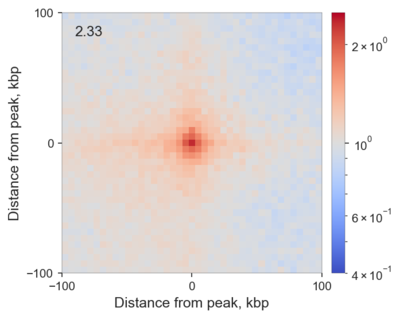 2.33
Distance from peak, kbp
100
0
−100
−100
0
100
Distance from peak, kbp
2 × 10⁰
10⁰
6 × 10⁻¹
4 × 10⁻¹